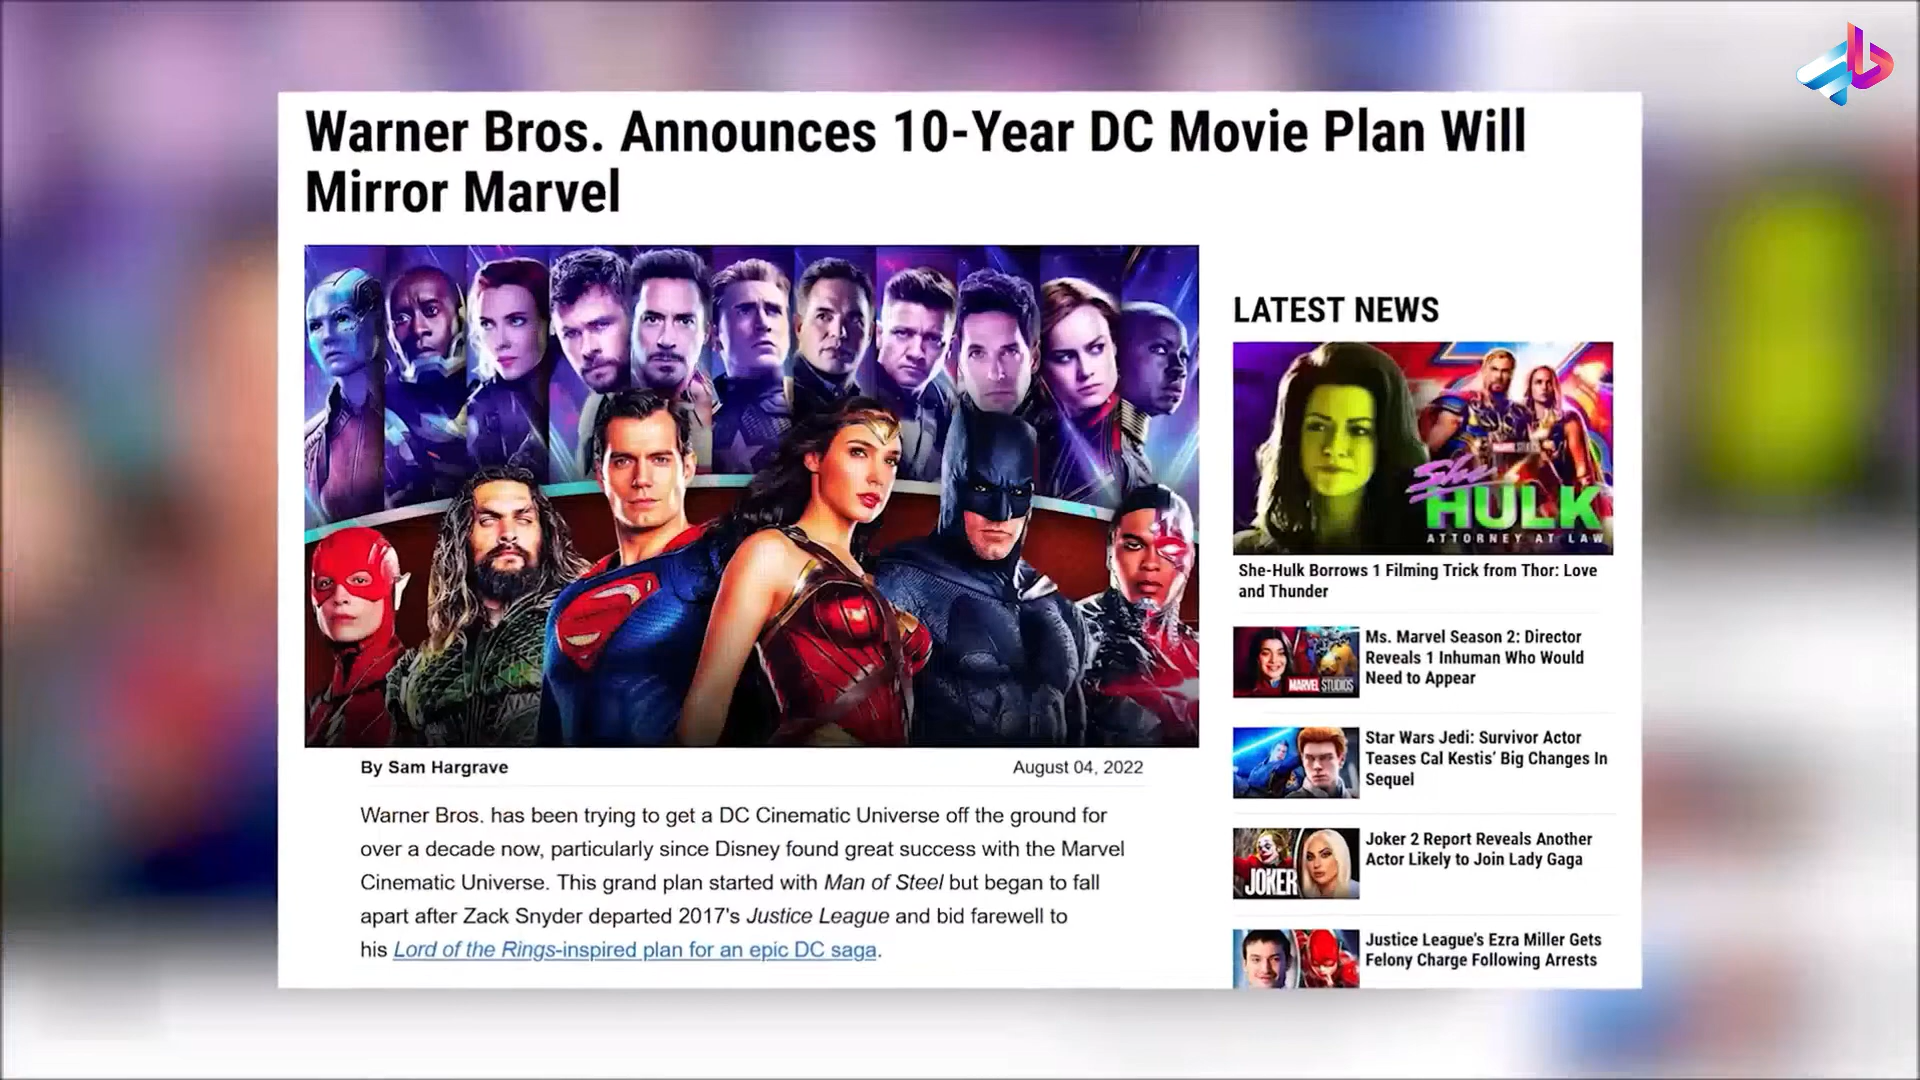 Warner Bros. Announces 10-Year DC Movie Plan Will
Mirror Marvel
By Sam Hargrave
August 04, 2022
Warner Bros. has been trying to get a DC Cinematic Universe off the ground for
over a decade now, particularly since Disney found great success with the Marvel
Cinematic Universe. This grand plan started with Man of Steel but began to fall
apart after Zack Snyder departed 2017's Justice League and bid farewell to
his Lord of the Rings-inspired plan for an epic DC saga.
LATEST NEWS
She
HULK
ATTORNEY AT LAW
She-Hulk Borrows 1 Filming Trick from Thor: Love
and Thunder
MARVEL STUDIOS
Ms. Marvel Season 2: Director
Reveals 1 Inhuman Who Would
Need to Appear
Star Wars Jedi: Survivor Actor
Teases Cal Kestis' Big Changes In
Sequel
JOKER
Joker 2 Report Reveals Another
Actor Likely to Join Lady Gaga
Justice League's Ezra Miller Gets
Felony Charge Following Arrests